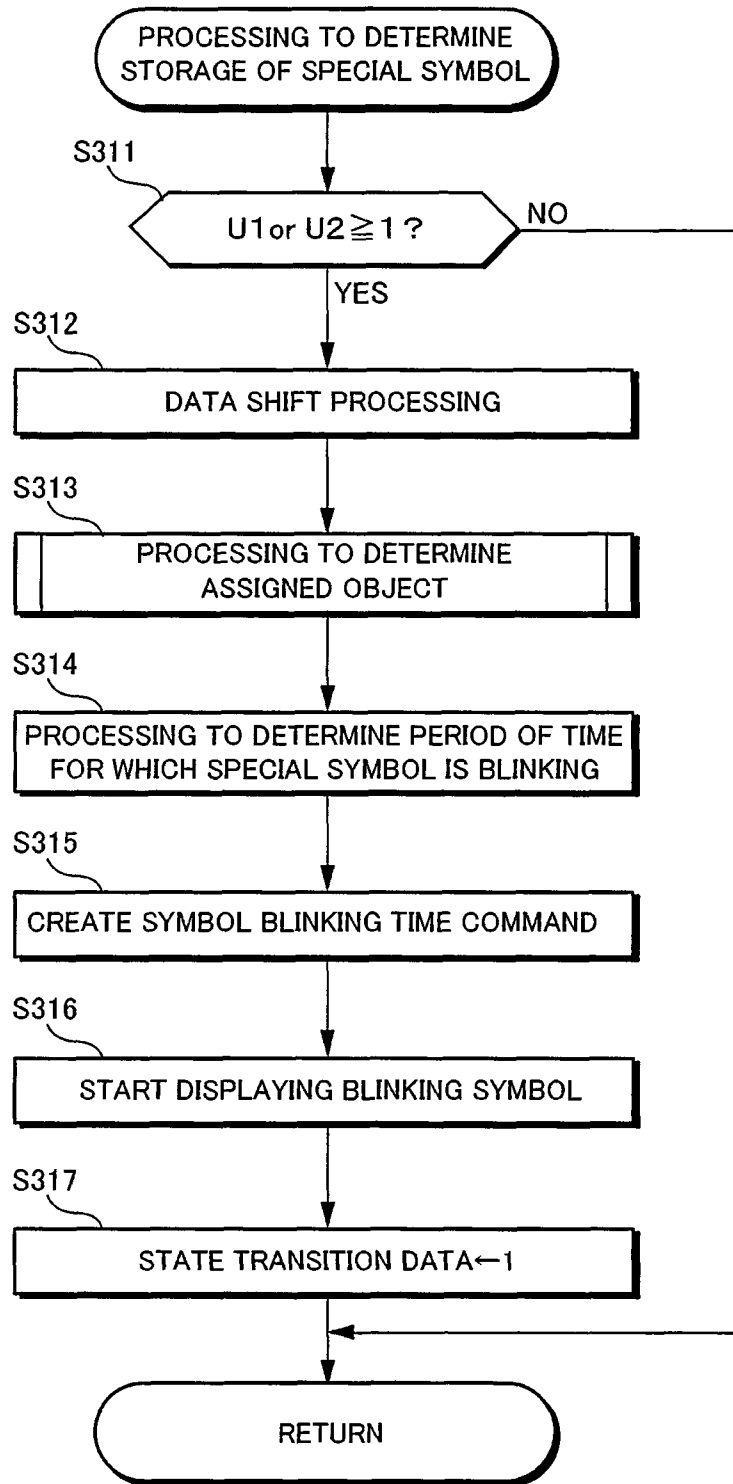 PROCESSING TO DETERMINE
STORAGE OF SPECIAL SYMBOL
S311
U1 or U2≧1?
NO
YES
S312
DATA SHIFT PROCESSING
S313
PROCESSING TO DETERMINE
ASSIGNED OBJECT
S314
PROCESSING TO DETERMINE PERIOD OF TIME
FOR WHICH SPECIAL SYMBOL IS BLINKING
S315
CREATE SYMBOL BLINKING TIME COMMAND
S316
START DISPLAYING BLINKING SYMBOL
S317
STATE TRANSITION DATA←1
RETURN